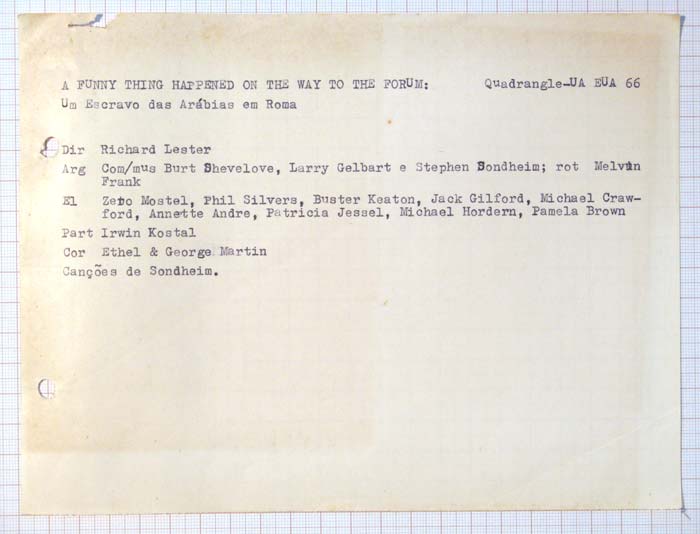 A FUNNY THING HAPPENED ON THE WAY TO THE FORUM: Quadrangle-UA EUA 66
Um Escravo das Arábias em Roma
Dir Richard Lester
Arg Com/mus Burt Shevelove, Larry Gelbart e Stephen Sondheim; rot Melvin
Frank
El Zero Mostel, Phil Silvers, Buster Keaton, Jack Gilford, Michael Craw-
ford, Annette Andre, Patricia Jessel, Michael Hordern, Pamela Brown
Part Irwin Kostal
Cor Ethel & George Martin
Canções de Sondheim.